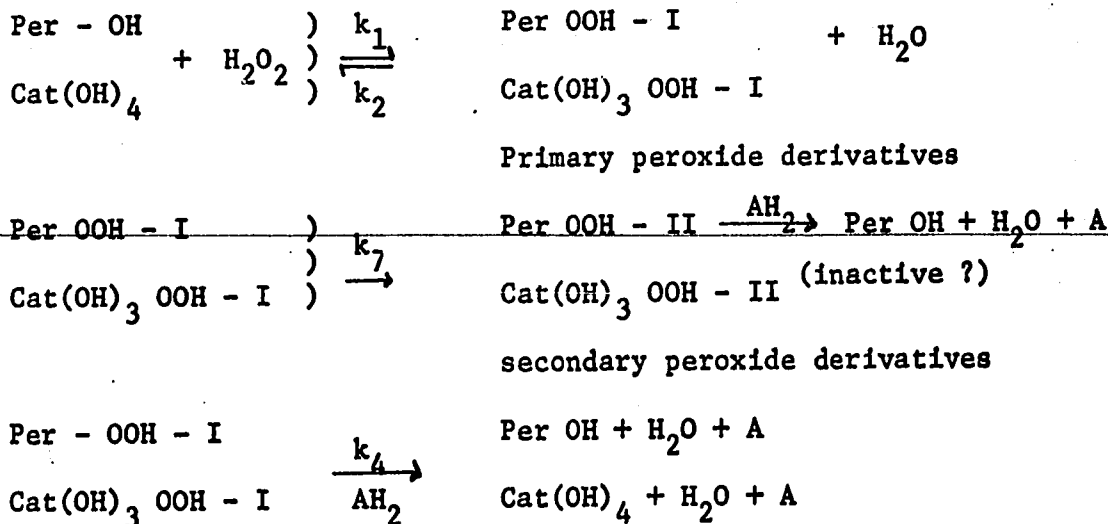 Per - OH ) k₁ Per OOH - I
+ H₂O₂ ) ⇌ + H₂O
Cat(OH)₄ ) k₂ Cat(OH)₃ OOH - I
Primary peroxide derivatives
Per OOH - I ) Per OOH - II AH₂→ Per OH + H₂O + A
) k₇ →
Cat(OH)₃ OOH - I ) Cat(OH)₃ OOH - II (inactive ?)
secondary peroxide derivatives
Per - OOH - I Per OH + H₂O + A
k₄ → AH₂
Cat(OH)₃ OOH - I Cat(OH)₄ + H₂O + A